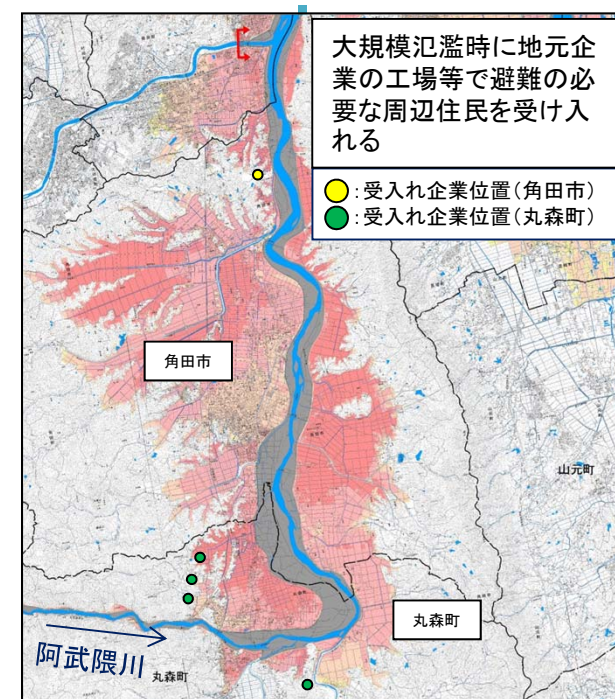 大規模氾濫時に地元企
業の工場等で避難の必
要な周辺住民を受け入
れる
：受入れ企業位置（角田市）
：受入れ企業位置（丸森町）
角田市
山元町
丸森町
阿武隈川
丸森町